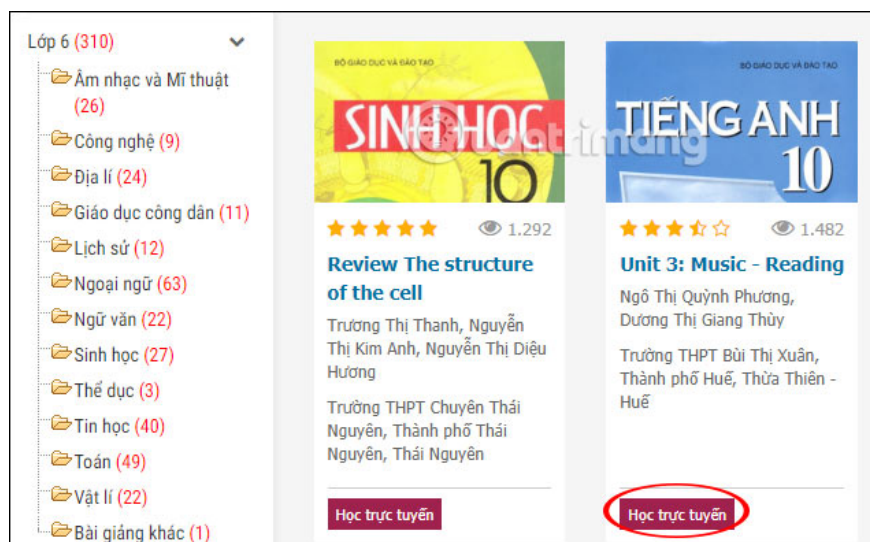 Lớp 6 (310)
Âm nhạc và Mĩ thuật
(26)
Công nghệ (9)
Địa lí (24)
Giáo dục công dân (11)
Lịch sử (12)
Ngoại ngữ (63)
Ngữ văn (22)
Sinh học (27)
Thể dục (3)
Tin học (40)
Toán (49)
Vật lí (22)
Bài giảng khác (1)
BỘ GIÁO DỤC VÀ ĐÀO TẠO
SINH HỌC
10
1.292
Review The structure
of the cell
Trương Thị Thanh, Nguyễn
Thị Kim Anh, Nguyễn Thị Diệu
Hương
Trường THPT Chuyên Thái
Nguyên, Thành phố Thái
Nguyên, Thái Nguyên
Học trực tuyến
BỘ GIÁO DỤC VÀ ĐÀO TẠO
TIẾNG ANH
10
1.482
Unit 3: Music - Reading
Ngô Thị Quỳnh Phương,
Dương Thị Giang Thùy
Trường THPT Bùi Thị Xuân,
Thành phố Huế, Thừa Thiên -
Huế
Học trực tuyến
uantrimang